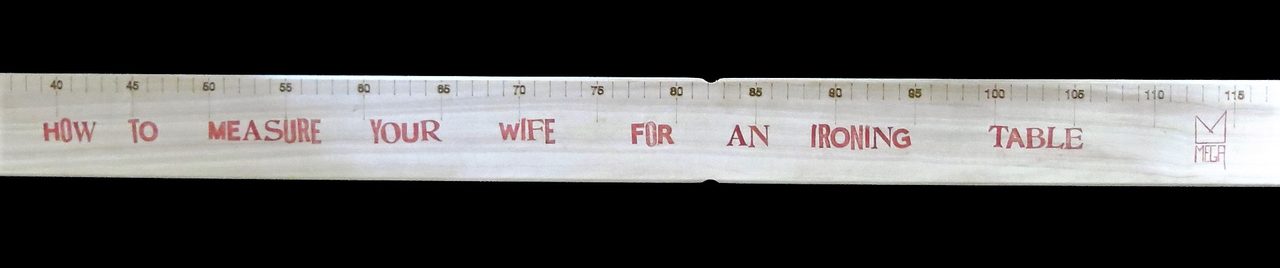 40 45 50 55 60 65 70 75 80 85 90 95 100 105 110 115
HOW TO MEASURE YOUR WIFE FOR AN IRONING TABLE
MEGA